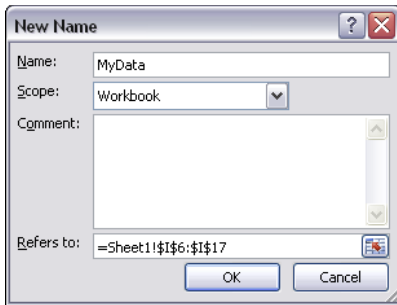 New Name
Name: MyData
Scope: Workbook
Comment:
Refers to: =Sheet1!$I$6:$I$17
OK Cancel